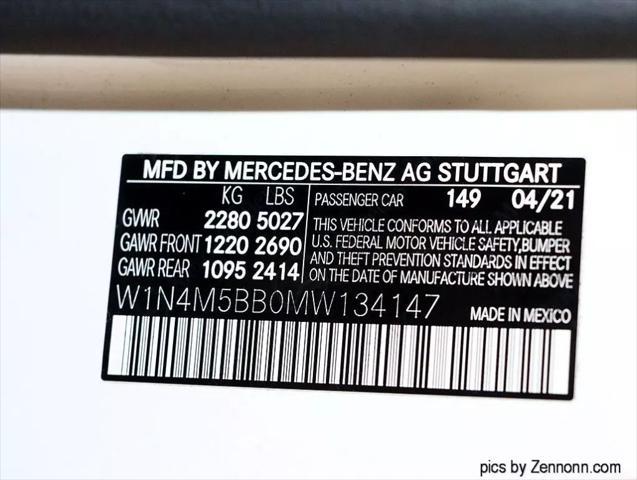 MFD BY MERCEDES-BENZ AG STUTTGART
KG LBS
GVWR 2280 5027
GAWR FRONT 1220 2690
GAWR REAR 1095 2414
PASSENGER CAR 149 04/21
THIS VEHICLE CONFORMS TO ALL APPLICABLE
U.S. FEDERAL MOTOR VEHICLE SAFETY,BUMPER
AND THEFT PREVENTION STANDARDS IN EFFECT
ON THE DATE OF MANUFACTURE SHOWN ABOVE
W1N4M5BB0MW134147 MADE IN MEXICO
pics by Zennonn.com